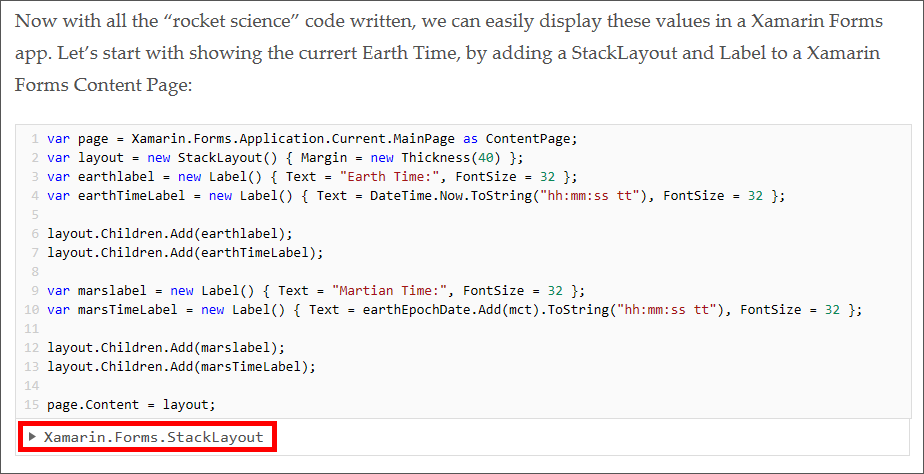 Now with all the “rocket science” code written, we can easily display these values in a Xamarin Forms
app. Let’s start with showing the currert Earth Time, by adding a StackLayout and Label to a Xamarin
Forms Content Page:
1 var page = Xamarin.Forms.Application.Current.MainPage as ContentPage;
2 var layout = new StackLayout() { Margin = new Thickness(40) };
3 var earthlabel = new Label() { Text = "Earth Time:", FontSize = 32 };
4 var earthTimeLabel = new Label() { Text = DateTime.Now.ToString("hh:mm:ss tt"), FontSize = 32 };
5
6 layout.Children.Add(earthlabel);
7 layout.Children.Add(earthTimeLabel);
8
9 var marslabel = new Label() { Text = "Martian Time:", FontSize = 32 };
10 var marsTimeLabel = new Label() { Text = earthEpochDate.Add(mct).ToString("hh:mm:ss tt"), FontSize = 32 };
11
12 layout.Children.Add(marslabel);
13 layout.Children.Add(marsTimeLabel);
14
15 page.Content = layout;
Xamarin.Forms.StackLayout